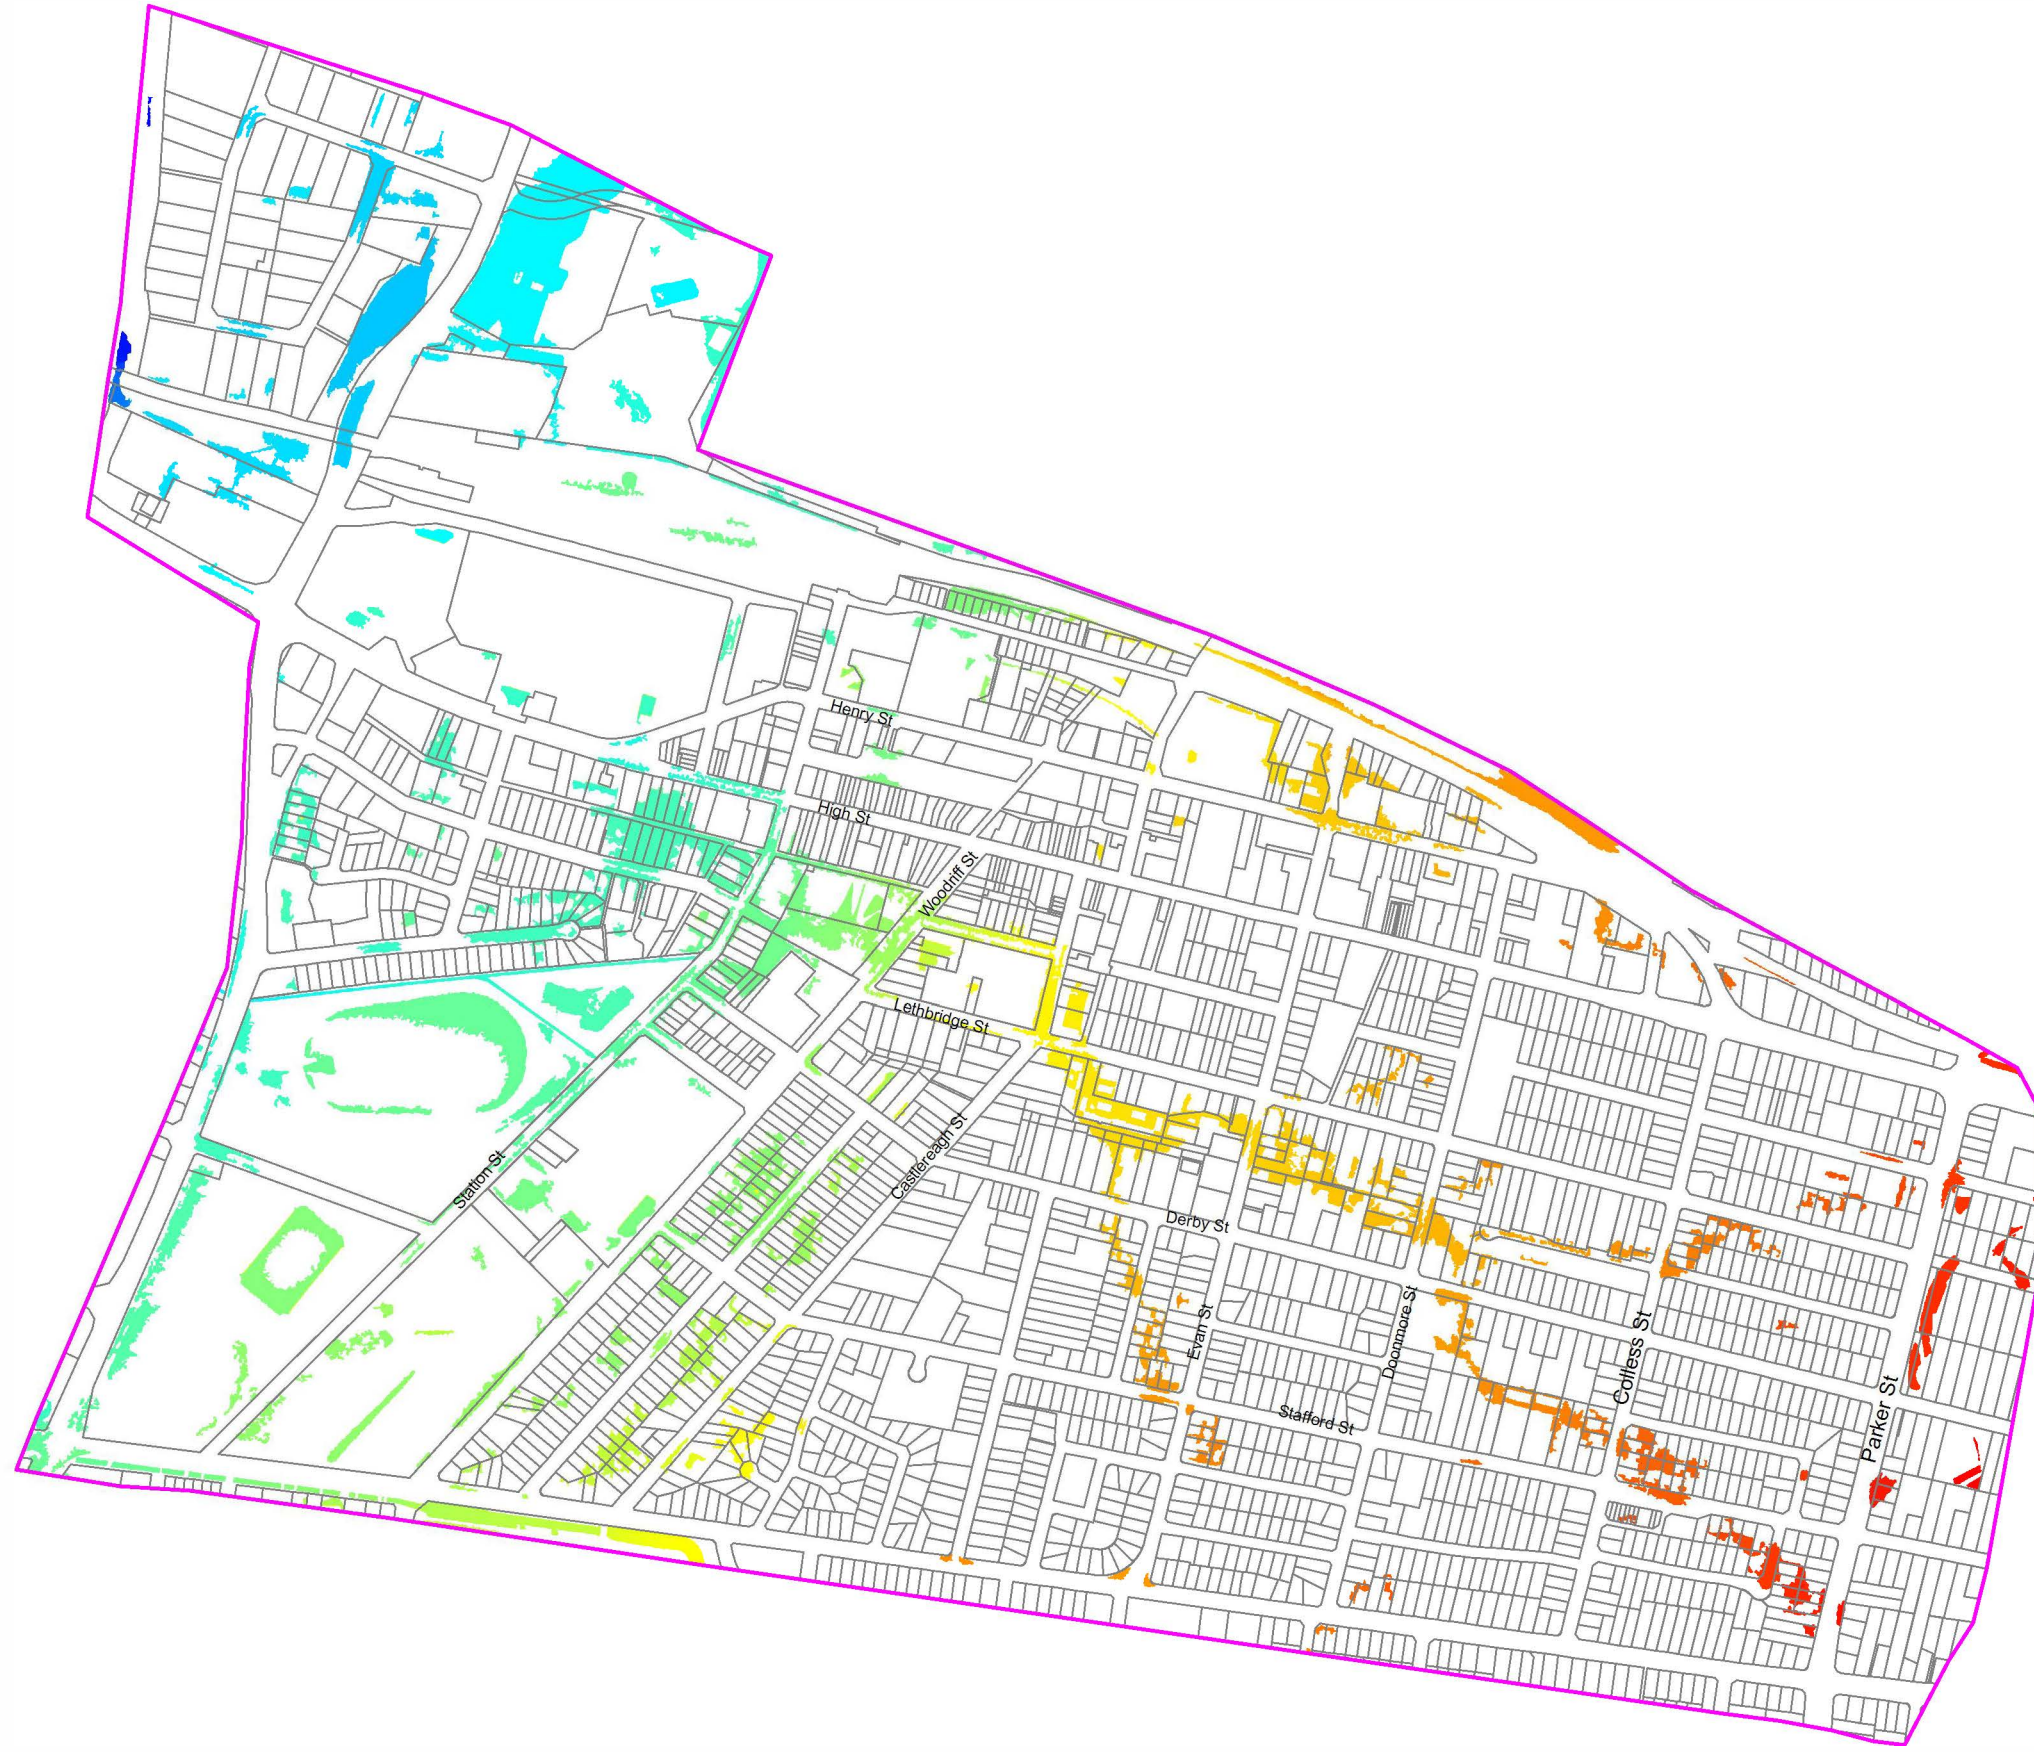 Henry St
High St
Woodriff St
Lethbridge St
Castlereagh St
Station St
Derby St
Evan St
Doonmore St
Colless St
Stafford St
Parker St